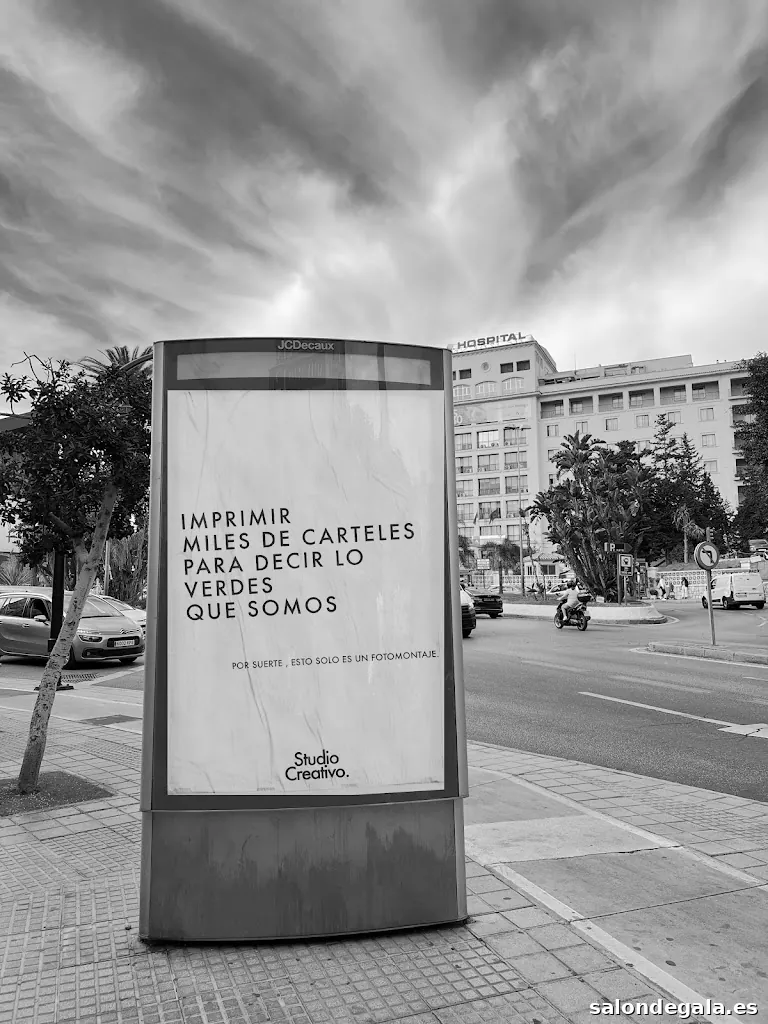 JCDecaux
HOSPITAL
IMPRIMIR
MILES DE CARTELES
PARA DECIR LO
VERDES
QUE SOMOS
POR SUERTE , ESTO SOLO ES UN FOTOMONTAJE.
Studio
Creativo.
salondegala.es